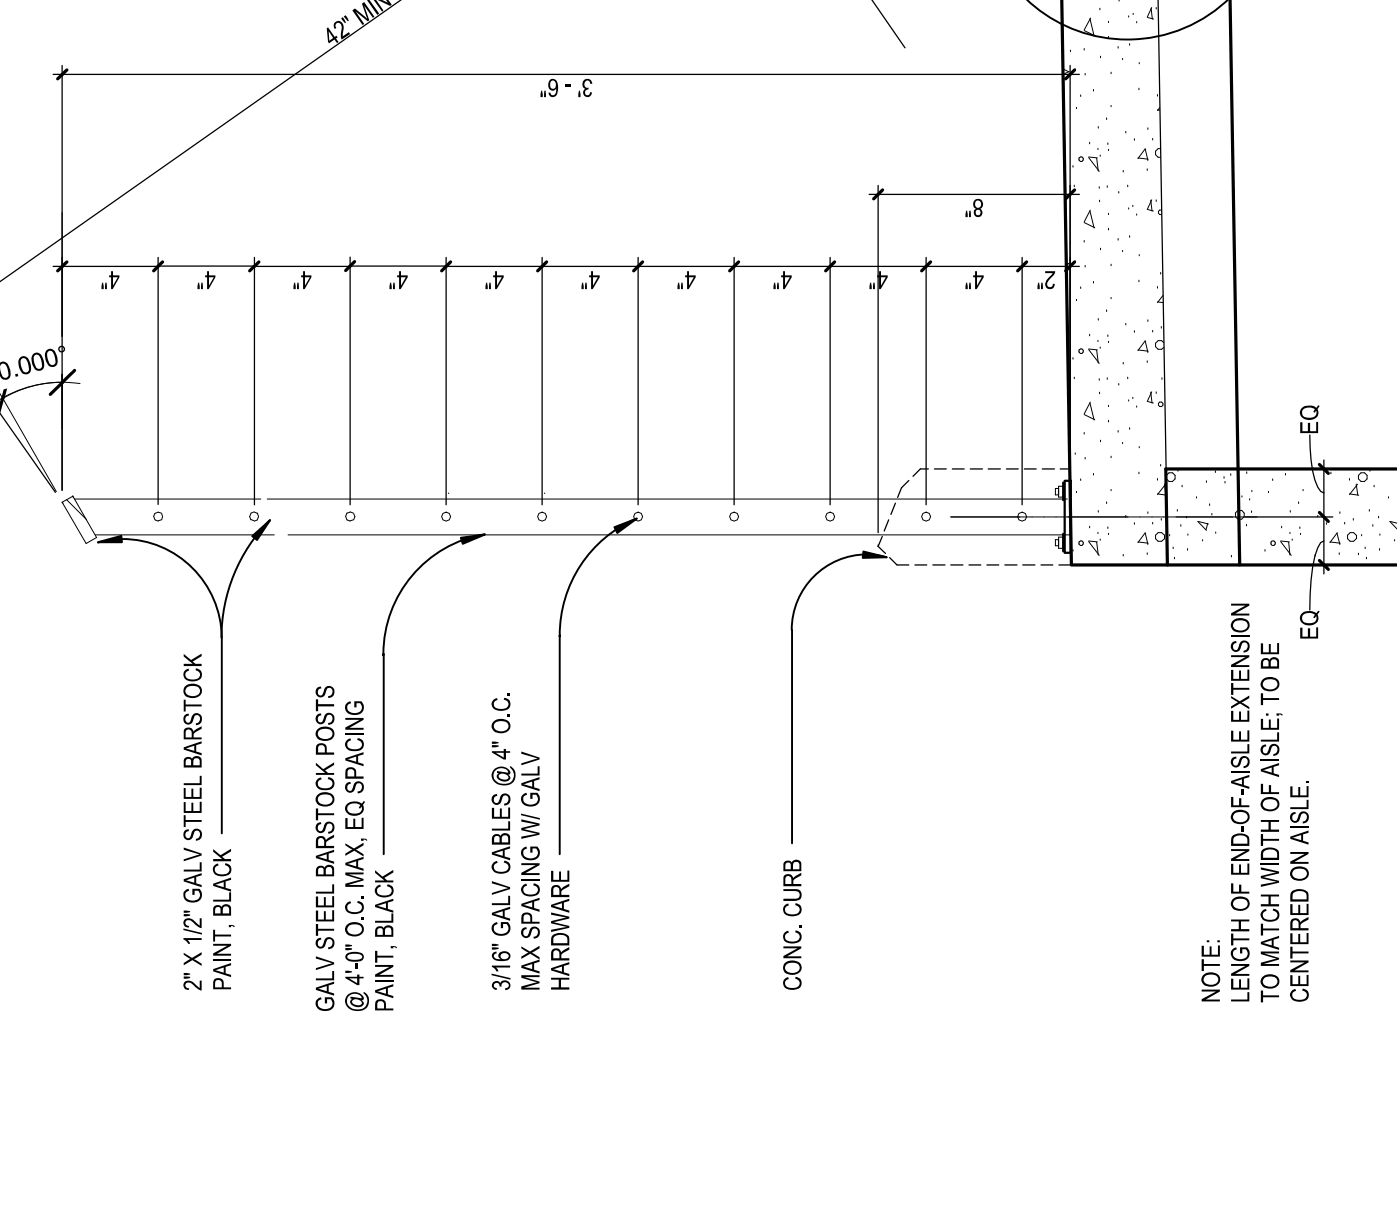 42" MIN
3' - 6"
8"
4"
4"
4"
4"
4"
4"
4"
4"
4"
4"
2"
0.000°
EQ
EQ
2" X 1/2" GALV STEEL BARSTOCK
PAINT, BLACK
GALV STEEL BARSTOCK POSTS
@ 4'-0" O.C. MAX, EQ SPACING
PAINT, BLACK
3/16" GALV CABLES @ 4" O.C.
MAX SPACING W/ GALV
HARDWARE
CONC. CURB
NOTE:
LENGTH OF END-OF-AISLE EXTENSION
TO MATCH WIDTH OF AISLE; TO BE
CENTERED ON AISLE.